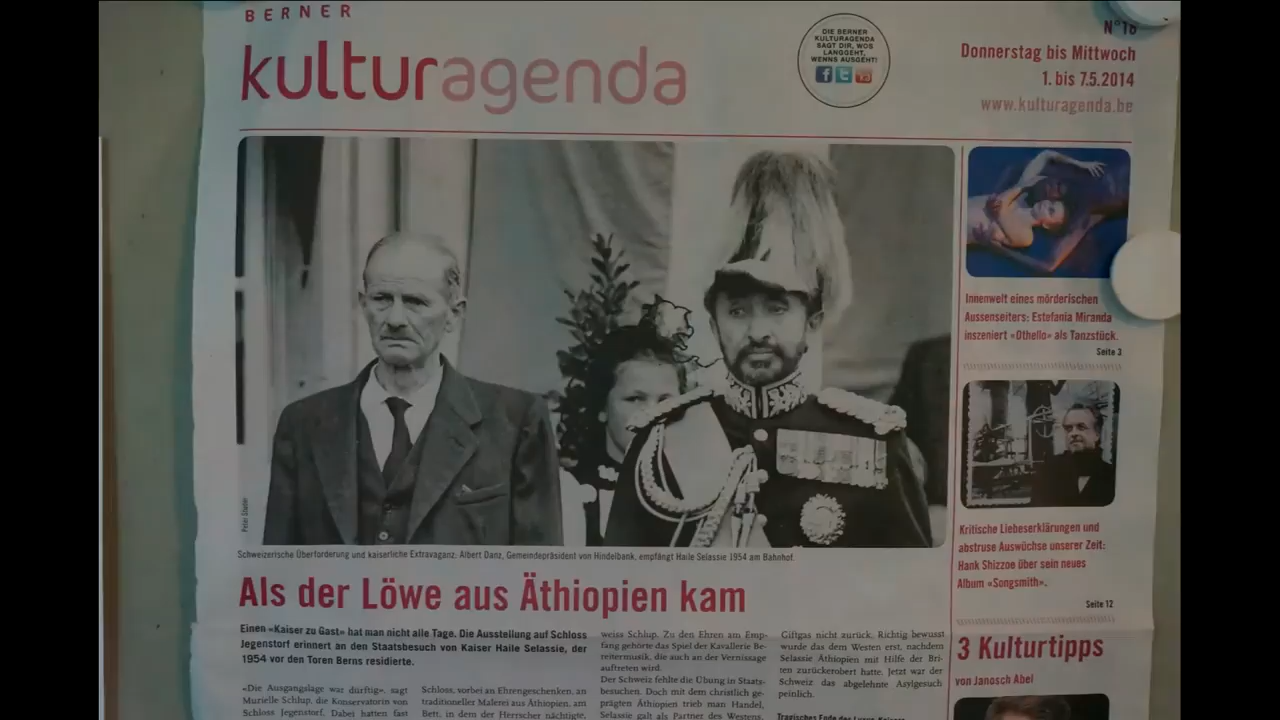 BERNER
kulturagenda
DIE BERNER
KULTURAGENDA
SAGT DIR, WOS
LANGGEHT,
WENNS AUSGEHT!
N°18
Donnerstag bis Mittwoch
1. bis 7.5.2014
www.kulturagenda.be
Schweizerische Überforderung und kaiserliche Extravaganz. Albert Danz, Gemeindepräsident von Hindelbank, empfängt Haile Selassie 1954 am Bahnhof.
Als der Löwe aus Äthiopien kam
Einen «Kaiser zu Gast» hat man nicht alle Tage. Die Ausstellung auf Schloss
Jegenstorf erinnert an den Staatsbesuch von Kaiser Haile Selassie, der
1954 vor den Toren Berns residierte.
«Die Ausgangslage war dürftig», sagt
Murielle Schlup, die Konservatorin von
Schloss Jegenstorf. Dabei hatten fast
Schloss, vorbei an Ehrengeschenken, an
traditioneller Malerei aus Äthiopien, am
Bett, in dem der Herrscher nächtigte,
weiss Schlup. Zu den Ehren am Emp-
fang gehörte das Spiel der Kavallerie Be-
reitermusik, die auch an der Vernissage
auftreten wird.
Der Schweiz fehlte die Übung in Staats-
besuchen. Doch mit dem christlich ge-
prägten Äthiopien trieb man Handel,
Selassie galt als Partner des Westens.
Giftgas nicht zurück. Richtig bewusst
wurde das dem Westen erst, nachdem
Selassie Äthiopien mit Hilfe der Bri-
ten zurückerobert hatte. Jetzt war der
Schweiz das abgelehnte Asylgesuch
peinlich.
Innenwelt eines mörderischen
Aussenseiters: Estefania Miranda
inszeniert «Othello» als Tanzstück.
Seite 3
Kritische Liebeserklärungen und
abstruse Auswüchse unserer Zeit:
Hank Shizzoe über sein neues
Album «Songsmith».
Seite 12
3 Kulturtipps
von Janosch Abel